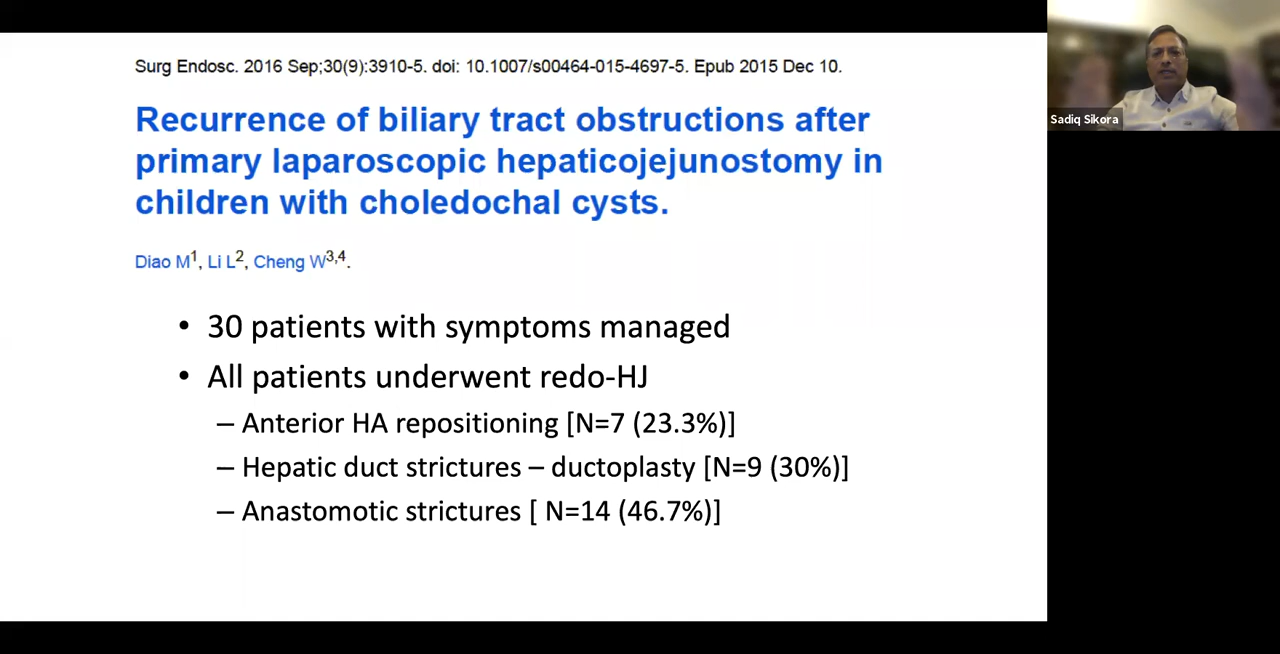 Surg Endosc. 2016 Sep;30(9):3910-5. doi: 10.1007/s00464-015-4697-5. Epub 2015 Dec 10.
Recurrence of biliary tract obstructions after
primary laparoscopic hepaticojejunostomy in
children with choledochal cysts.
Diao M1, Li L2, Cheng W3,4.
• 30 patients with symptoms managed
• All patients underwent redo-HJ
– Anterior HA repositioning [N=7 (23.3%)]
– Hepatic duct strictures – ductoplasty [N=9 (30%)]
– Anastomotic strictures [ N=14 (46.7%)]
Sadiq Sikora